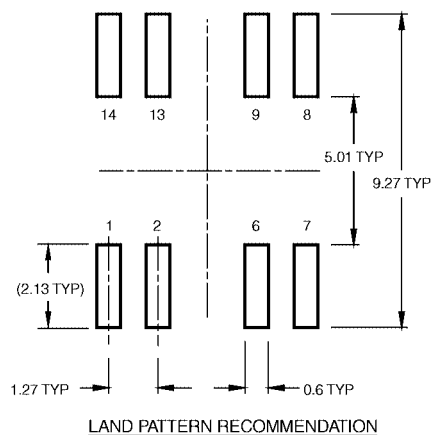 14 13 9 8
5.01 TYP
9.27 TYP
1 2 6 7
(2.13 TYP)
1.27 TYP 0.6 TYP
LAND PATTERN RECOMMENDATION